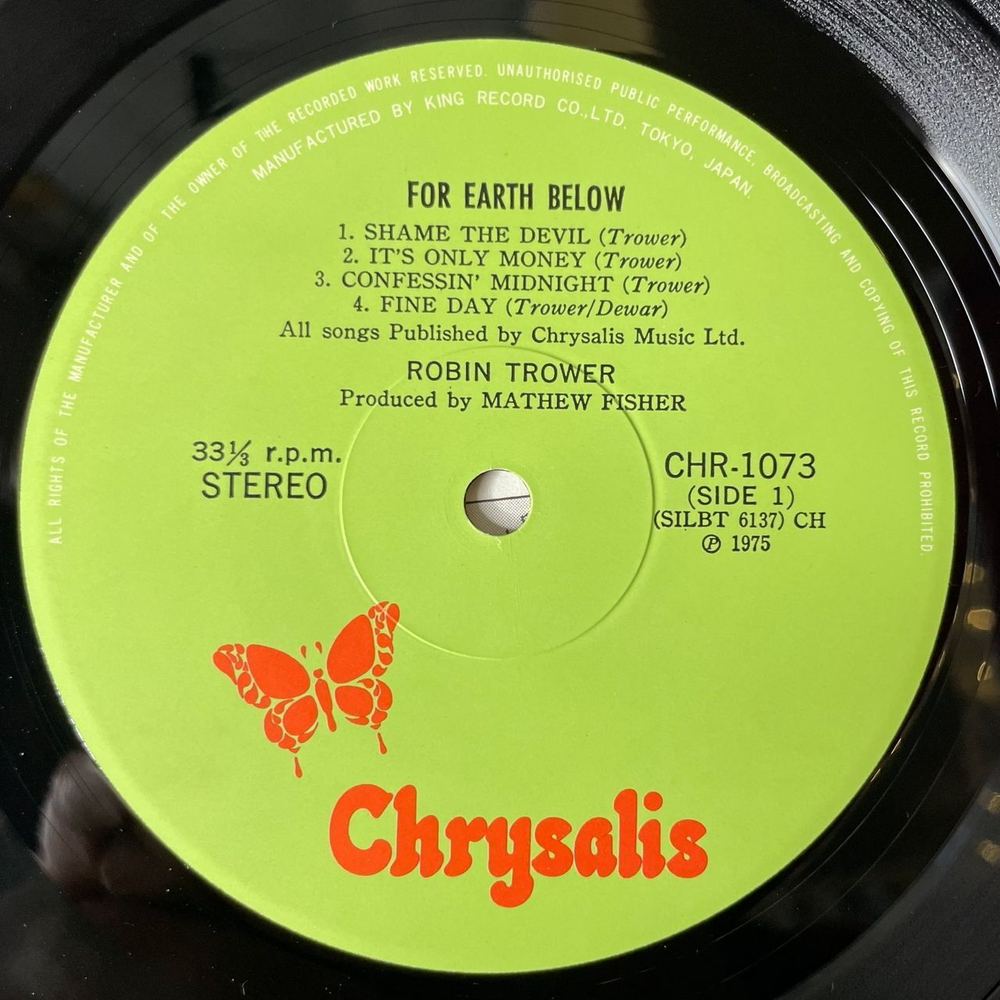 ALL RIGHTS OF THE MANUFACTURER AND OF THE OWNER OF THE RECORDED WORK RESERVED. UNAUTHORISED PUBLIC PERFORMANCE, BROADCASTING AND COPYING OF THIS RECORD PROHIBITED.
MANUFACTURED BY KING RECORD CO.,LTD. TOKYO, JAPAN.
FOR EARTH BELOW
1. SHAME THE DEVIL (Trower)
2. IT'S ONLY MONEY (Trower)
3. CONFESSIN' MIDNIGHT (Trower)
4. FINE DAY (Trower/Dewar)
All songs Published by Chrysalis Music Ltd.
ROBIN TROWER
Produced by MATHEW FISHER
33⅓ r.p.m.
STEREO
CHR-1073
(SIDE 1)
(SILBT 6137) CH
Ⓟ 1975
Chrysalis